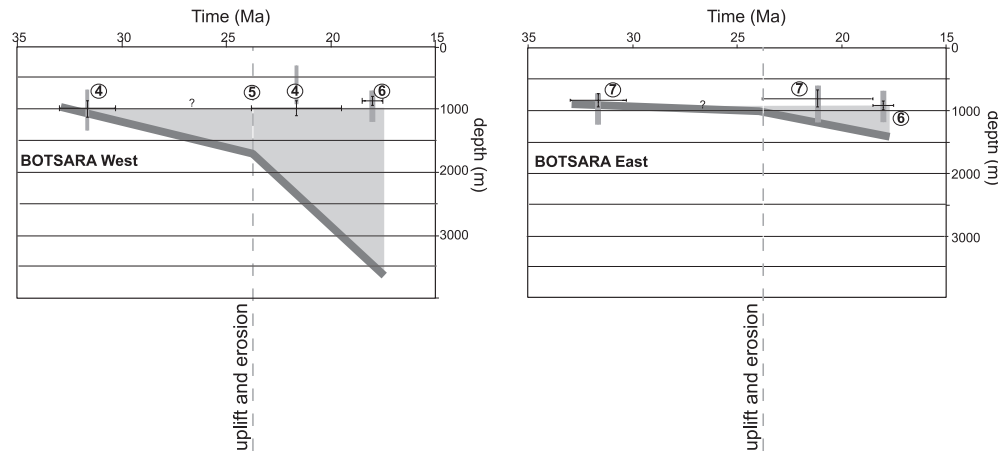 Time (Ma)
35 30 25 20 15
0
④ ⑤ ④ ⑥
?
1000
BOTSARA West
2000
3000
depth (m)
uplift and erosion
Time (Ma)
35 30 25 20 15
0
⑦ ⑦
?
1000
⑥
BOTSARA East
2000
3000
depth (m)
uplift and erosion